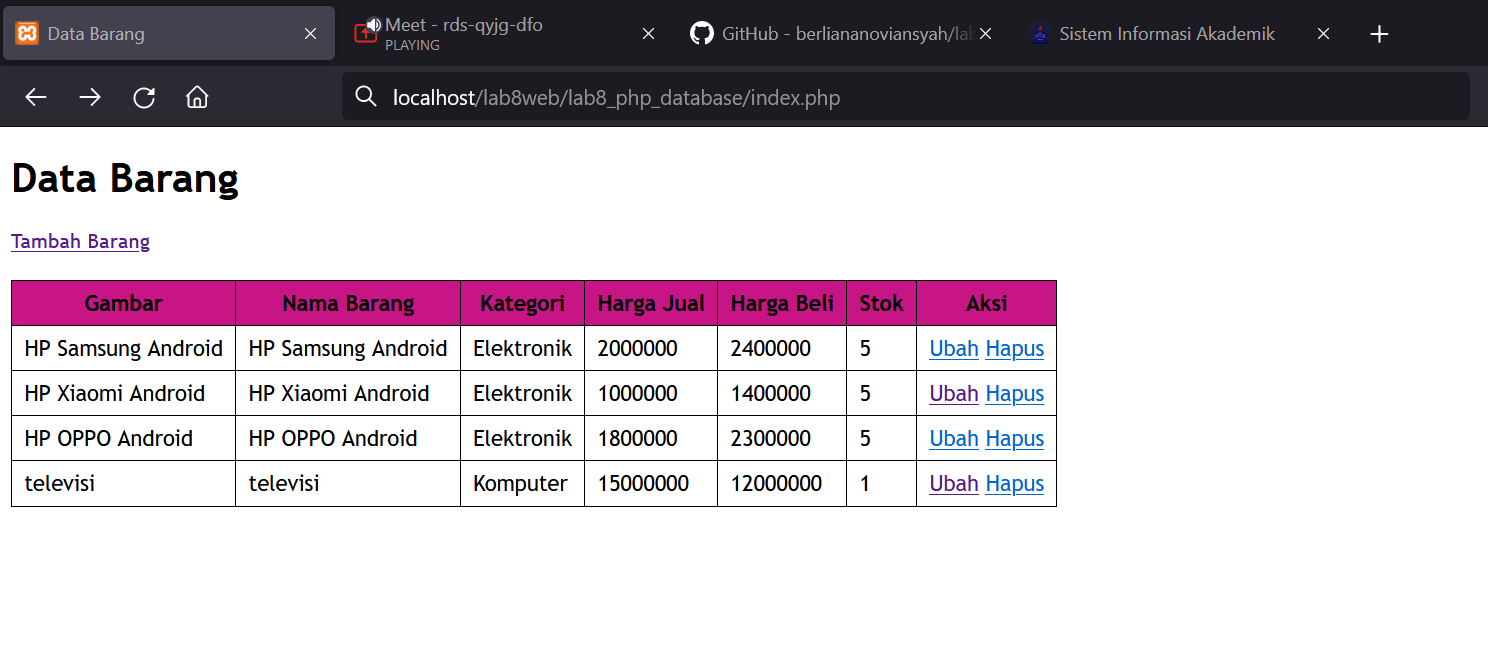 Data Barang
Meet - rds-qyjg-dfo
PLAYING
GitHub - berliananoviansyah/lab
Sistem Informasi Akademik
localhost/lab8web/lab8_php_database/index.php
Data Barang
Tambah Barang
Gambar Nama Barang Kategori Harga Jual Harga Beli Stok Aksi
HP Samsung Android HP Samsung Android Elektronik 2000000 2400000 5 Ubah Hapus
HP Xiaomi Android HP Xiaomi Android Elektronik 1000000 1400000 5 Ubah Hapus
HP OPPO Android HP OPPO Android Elektronik 1800000 2300000 5 Ubah Hapus
televisi televisi Komputer 15000000 12000000 1 Ubah Hapus